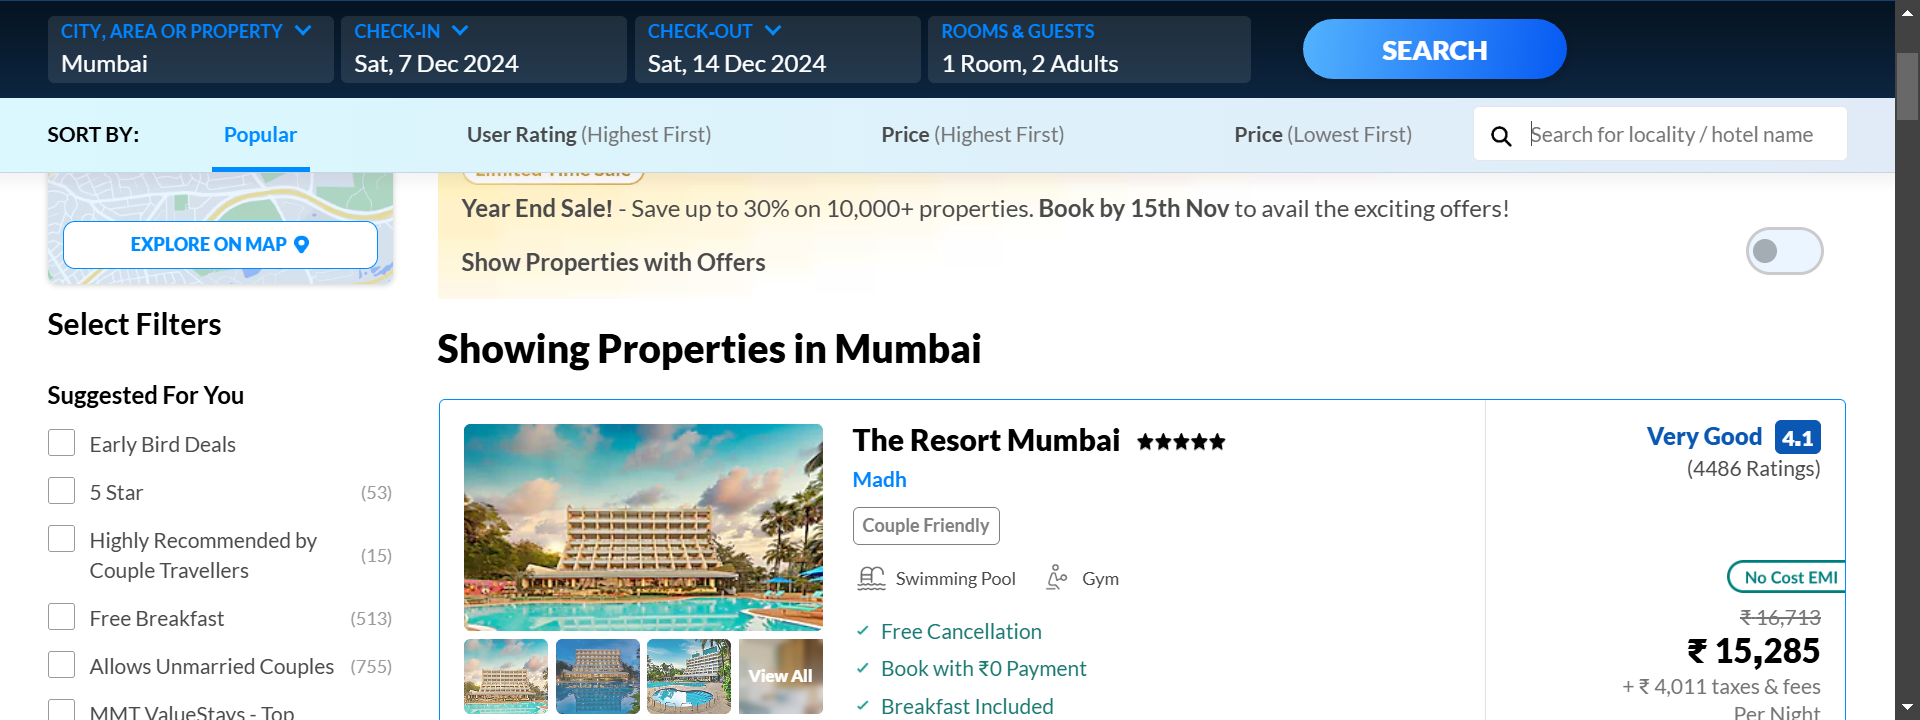 CITY, AREA OR PROPERTY
Mumbai
CHECK-IN
Sat, 7 Dec 2024
CHECK-OUT
Sat, 14 Dec 2024
ROOMS & GUESTS
1 Room, 2 Adults
SEARCH
SORT BY:
Popular
User Rating (Highest First)
Price (Highest First)
Price (Lowest First)
Search for locality / hotel name
Limited Time Sale
Year End Sale! - Save up to 30% on 10,000+ properties. Book by 15th Nov to avail the exciting offers!
Show Properties with Offers
EXPLORE ON MAP
Select Filters
Suggested For You
Early Bird Deals
5 Star (53)
Highly Recommended by
Couple Travellers
(15)
Free Breakfast (513)
Allows Unmarried Couples (755)
MMT ValueStays - Top
Showing Properties in Mumbai
View All
The Resort Mumbai
Madh
Couple Friendly
Swimming Pool
Gym
Free Cancellation
Book with ₹0 Payment
Breakfast Included
Very Good 4.1
(4486 Ratings)
No Cost EMI
₹ 16,713
₹ 15,285
+ ₹ 4,011 taxes & fees
Per Night